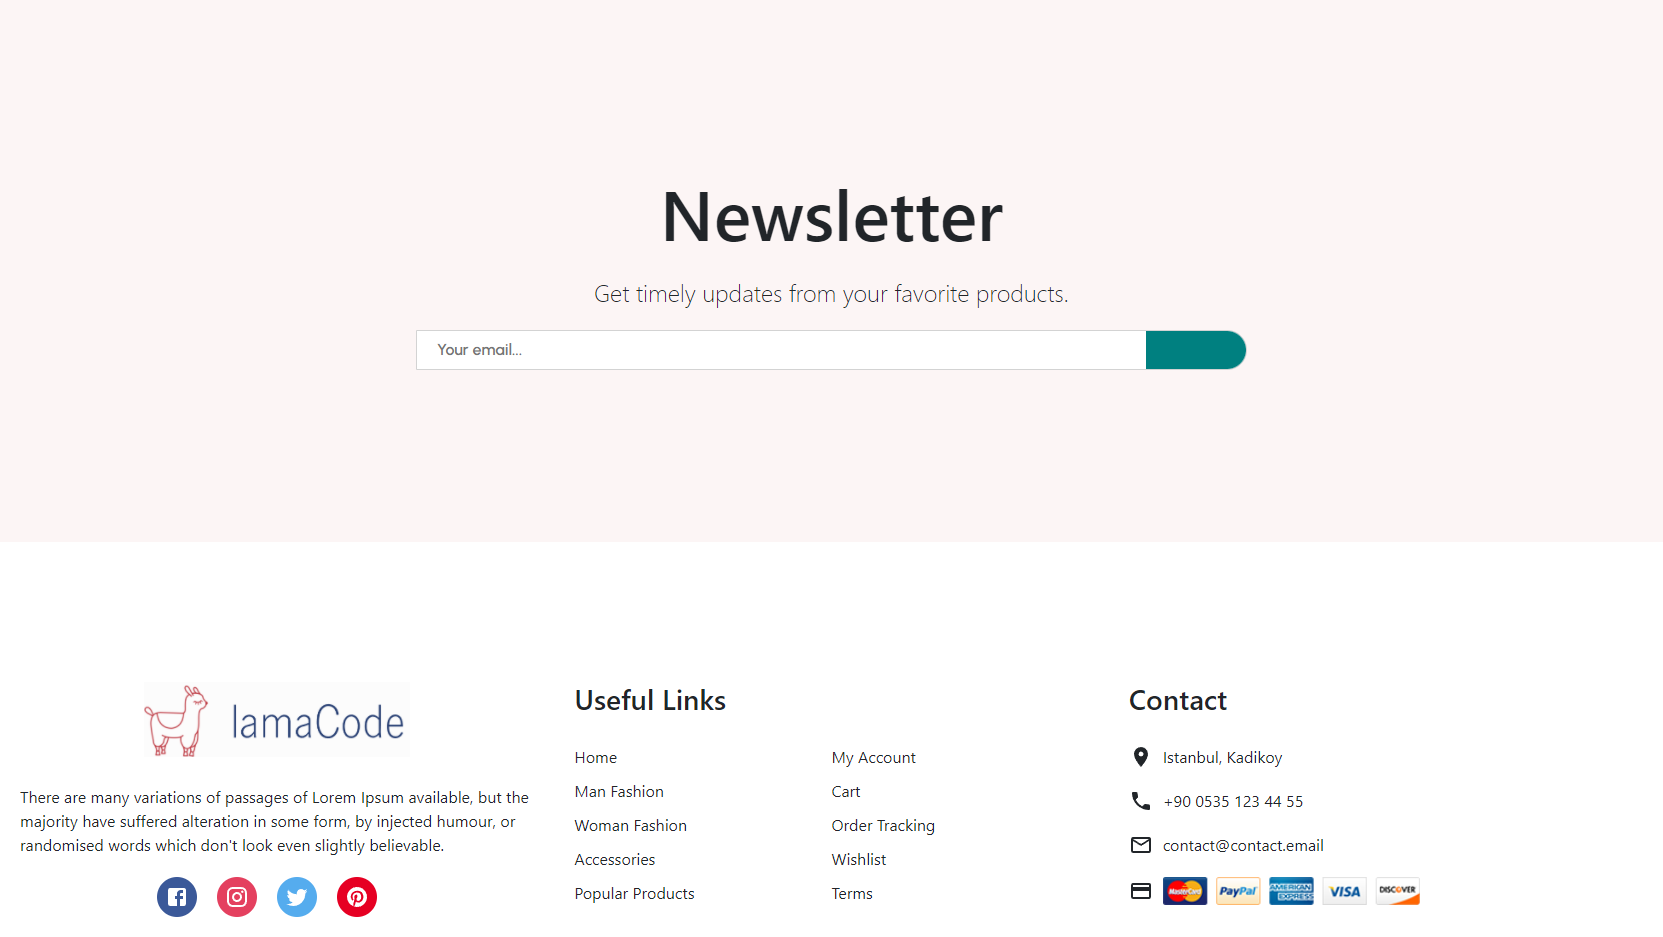 Newsletter
Get timely updates from your favorite products.
Your email...
lamaCode
There are many variations of passages of Lorem Ipsum available, but the
majority have suffered alteration in some form, by injected humour, or
randomised words which don't look even slightly believable.
Useful Links
Home
Man Fashion
Woman Fashion
Accessories
Popular Products
My Account
Cart
Order Tracking
Wishlist
Terms
Contact
Istanbul, Kadikoy
+90 0535 123 44 55
contact@contact.email
MasterCard PayPal AMERICAN EXPRESS VISA DISCOVER